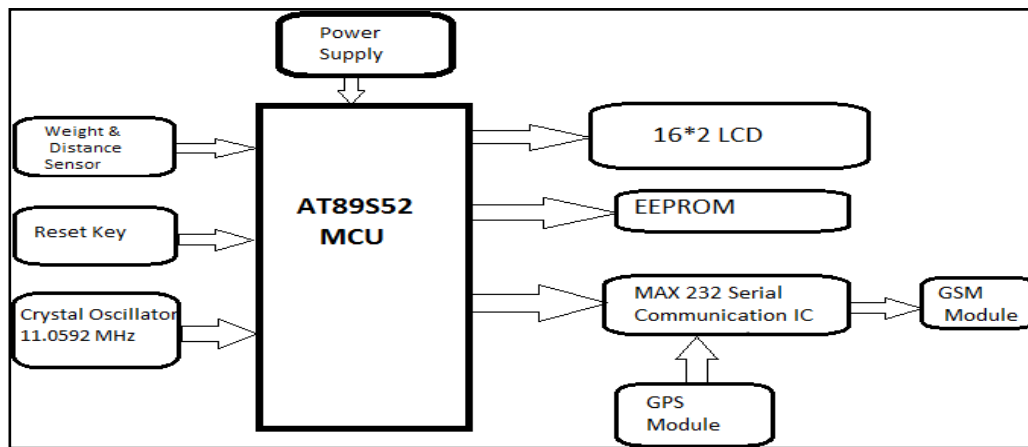 Power
Supply
Weight &
Distance
Sensor
16*2 LCD
AT89S52
MCU
EEPROM
Reset Key
Crystal Oscillator
11.0592 MHz
MAX 232 Serial
Communication IC
GSM
Module
GPS
Module